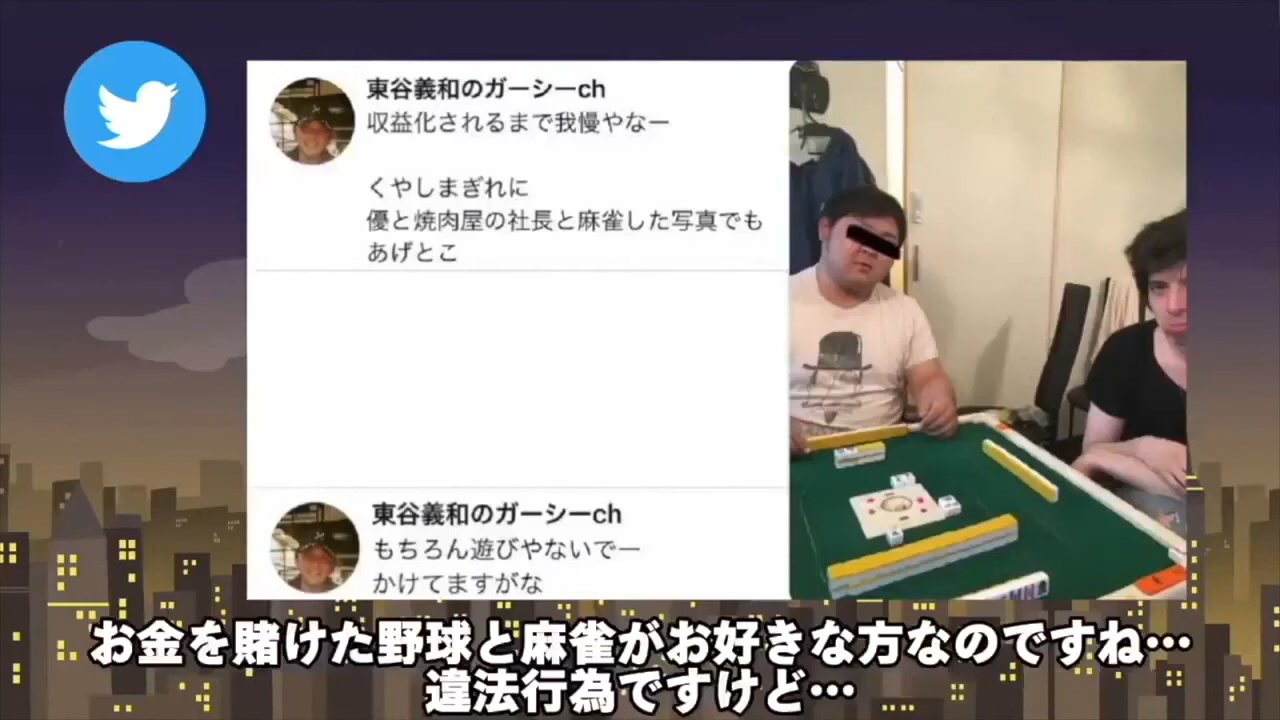 東谷義和のガーシーch
収益化されるまで我慢やなー
くやしまぎれに
優と焼肉屋の社長と麻雀した写真でも
あげとこ
東谷義和のガーシーch
もちろん遊びやないでー
かけてますがな
お金を賭けた野球と麻雀がお好きな方なのですね…
違法行為ですけど…